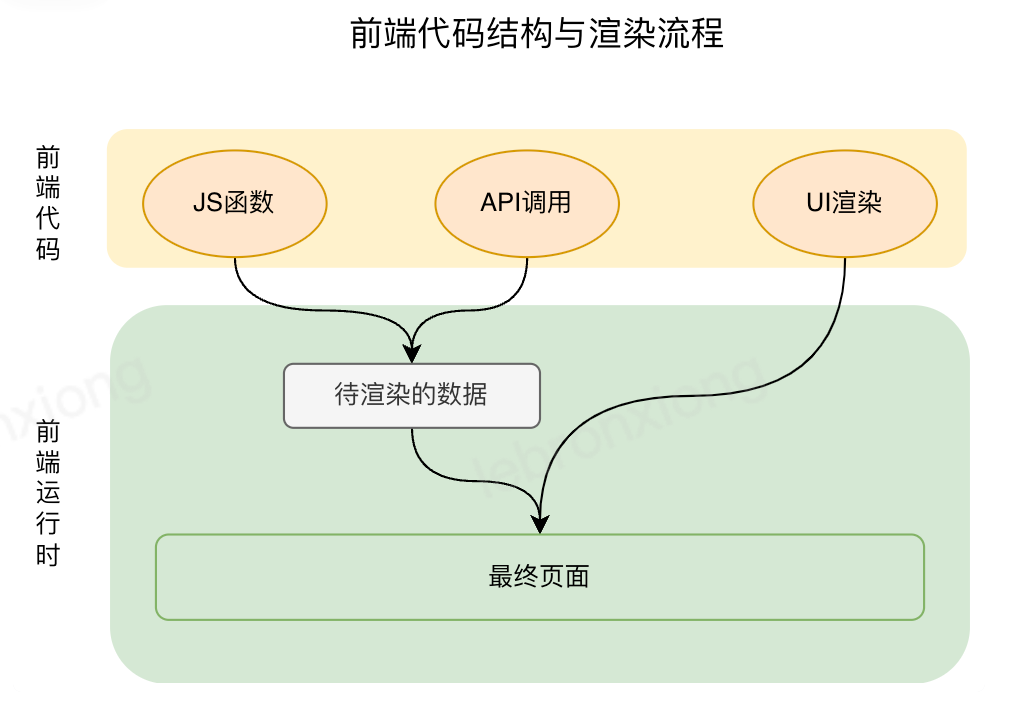 前端代码结构与渲染流程
前端代码
JS函数
API调用
UI渲染
待渲染的数据
前端运行时
最终页面
lebronxiong
nxiong